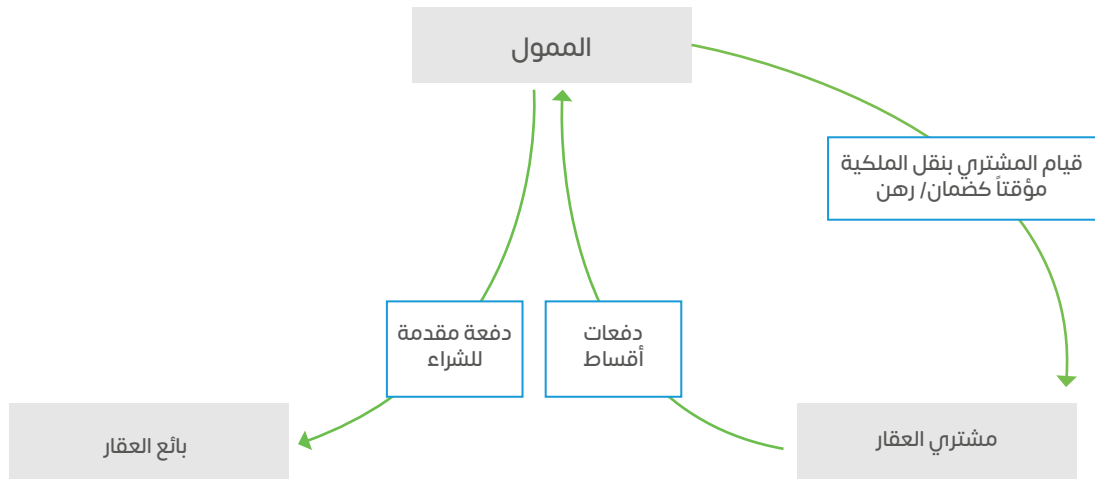 الممول
قيام المشتري بنقل الملكية
مؤقتاً كضمان/ رهن
دفعات
أقساط
دفعة مقدمة
للشراء
مشتري العقار
بائع العقار